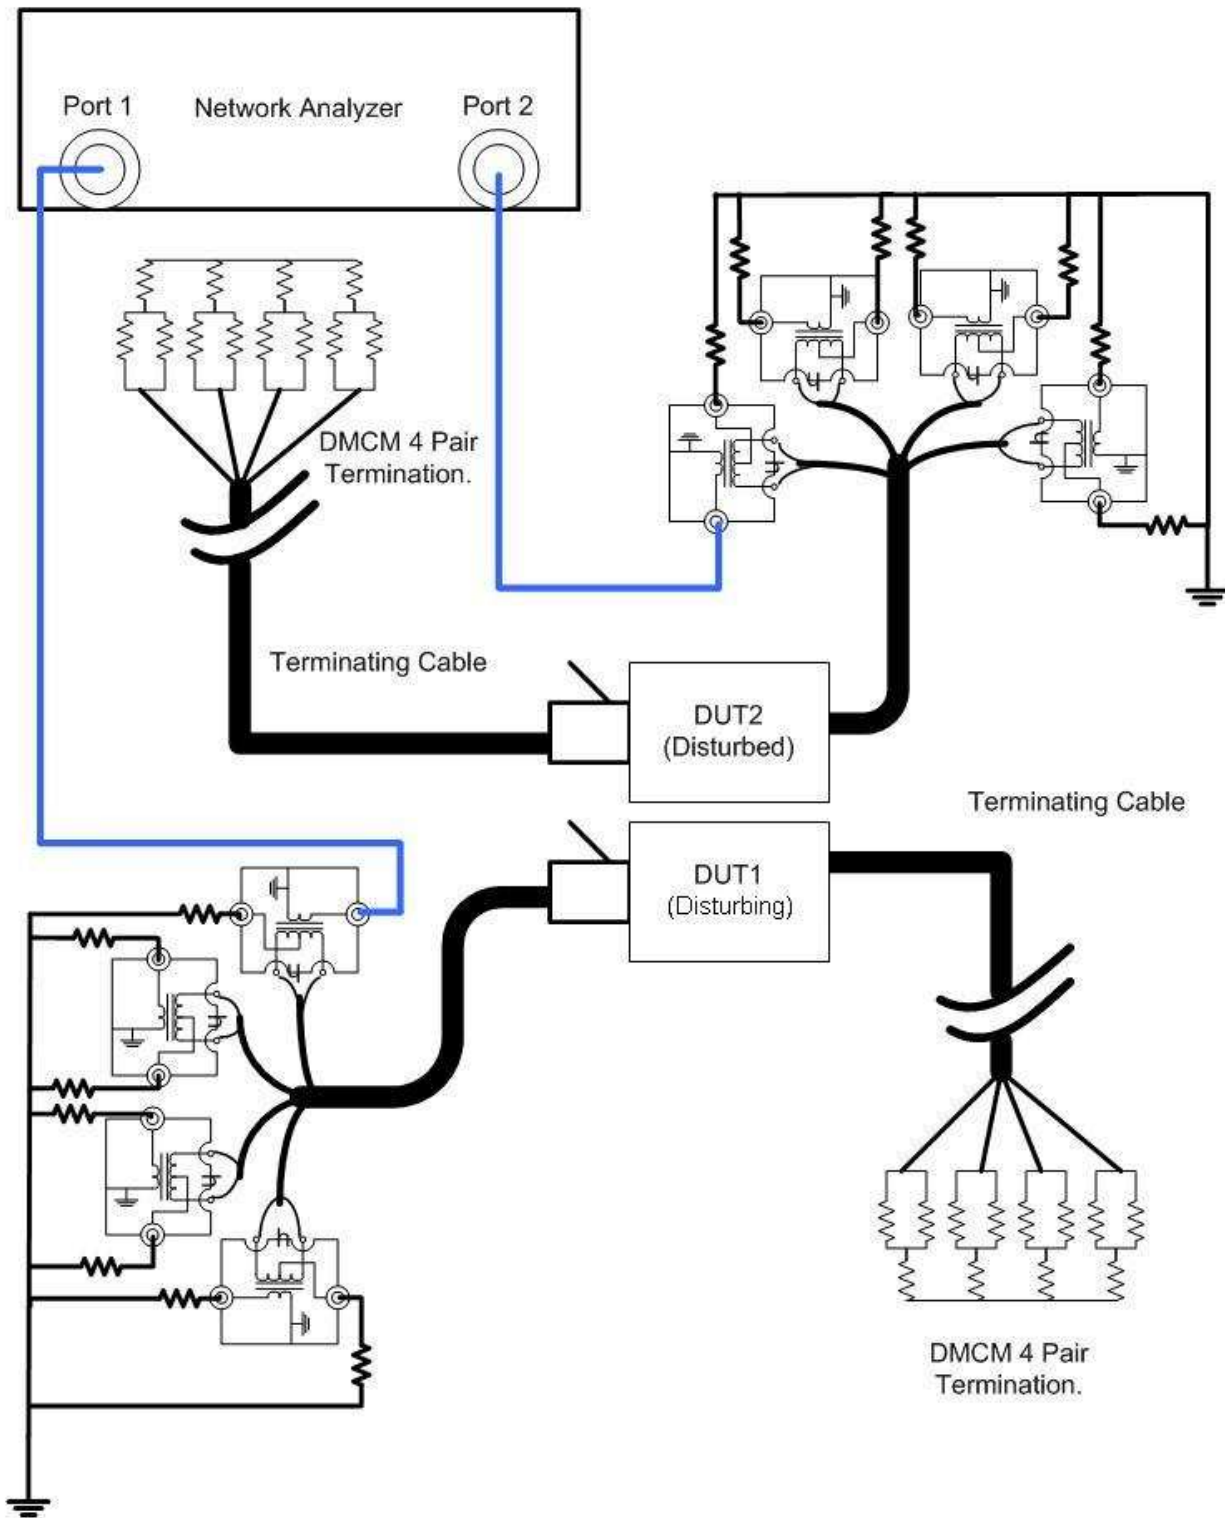 Port 1
Network Analyzer
Port 2
DMCM 4 Pair
Termination.
Terminating Cable
DUT2
(Disturbed)
Terminating Cable
DUT1
(Disturbing)
DMCM 4 Pair
Termination.